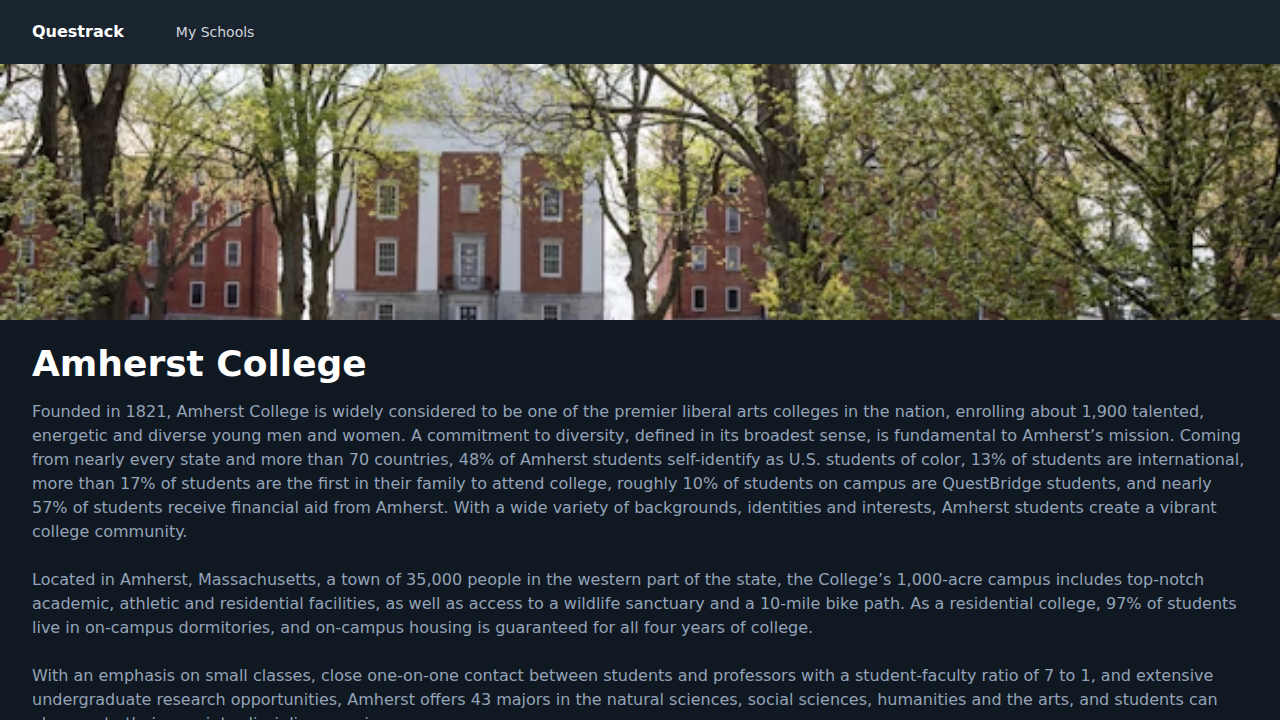 Questrack
My Schools
Amherst College
Founded in 1821, Amherst College is widely considered to be one of the premier liberal arts colleges in the nation, enrolling about 1,900 talented,
energetic and diverse young men and women. A commitment to diversity, defined in its broadest sense, is fundamental to Amherst’s mission. Coming
from nearly every state and more than 70 countries, 48% of Amherst students self-identify as U.S. students of color, 13% of students are international,
more than 17% of students are the first in their family to attend college, roughly 10% of students on campus are QuestBridge students, and nearly
57% of students receive financial aid from Amherst. With a wide variety of backgrounds, identities and interests, Amherst students create a vibrant
college community.
Located in Amherst, Massachusetts, a town of 35,000 people in the western part of the state, the College’s 1,000-acre campus includes top-notch
academic, athletic and residential facilities, as well as access to a wildlife sanctuary and a 10-mile bike path. As a residential college, 97% of students
live in on-campus dormitories, and on-campus housing is guaranteed for all four years of college.
With an emphasis on small classes, close one-on-one contact between students and professors with a student-faculty ratio of 7 to 1, and extensive
undergraduate research opportunities, Amherst offers 43 majors in the natural sciences, social sciences, humanities and the arts, and students can